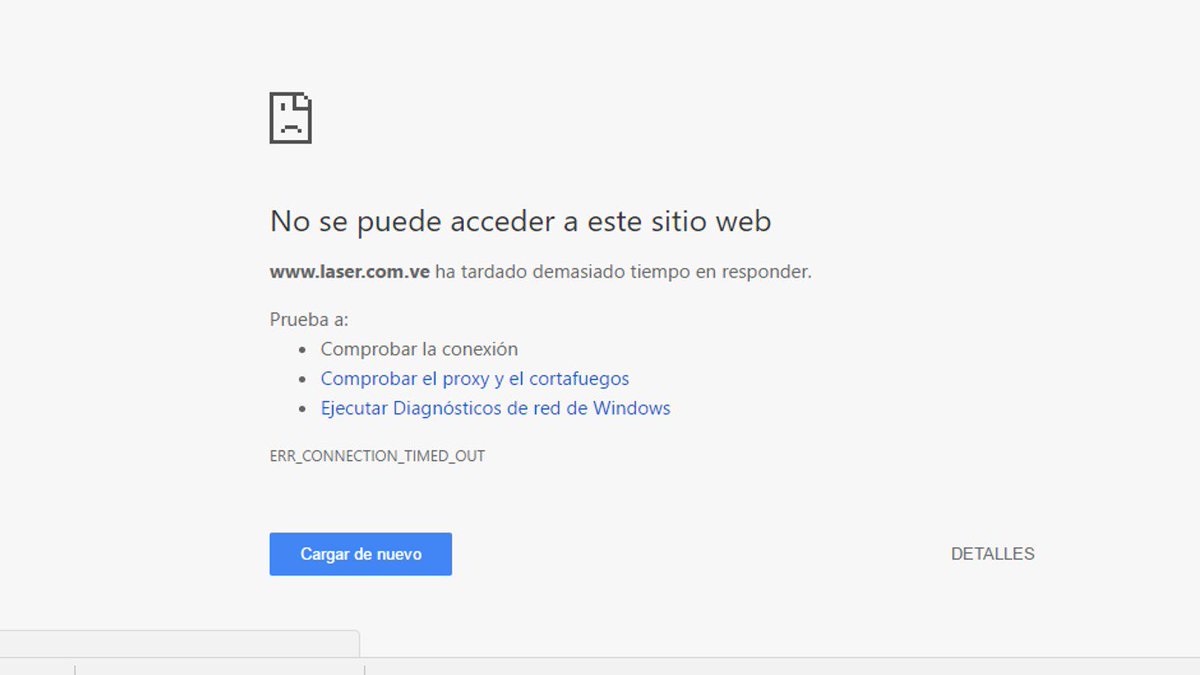 No se puede acceder a este sitio web
www.laser.com.ve ha tardado demasiado tiempo en responder.
Prueba a:
• Comprobar la conexión
• Comprobar el proxy y el cortafuegos
• Ejecutar Diagnósticos de red de Windows
ERR_CONNECTION_TIMED_OUT
Cargar de nuevo
DETALLES